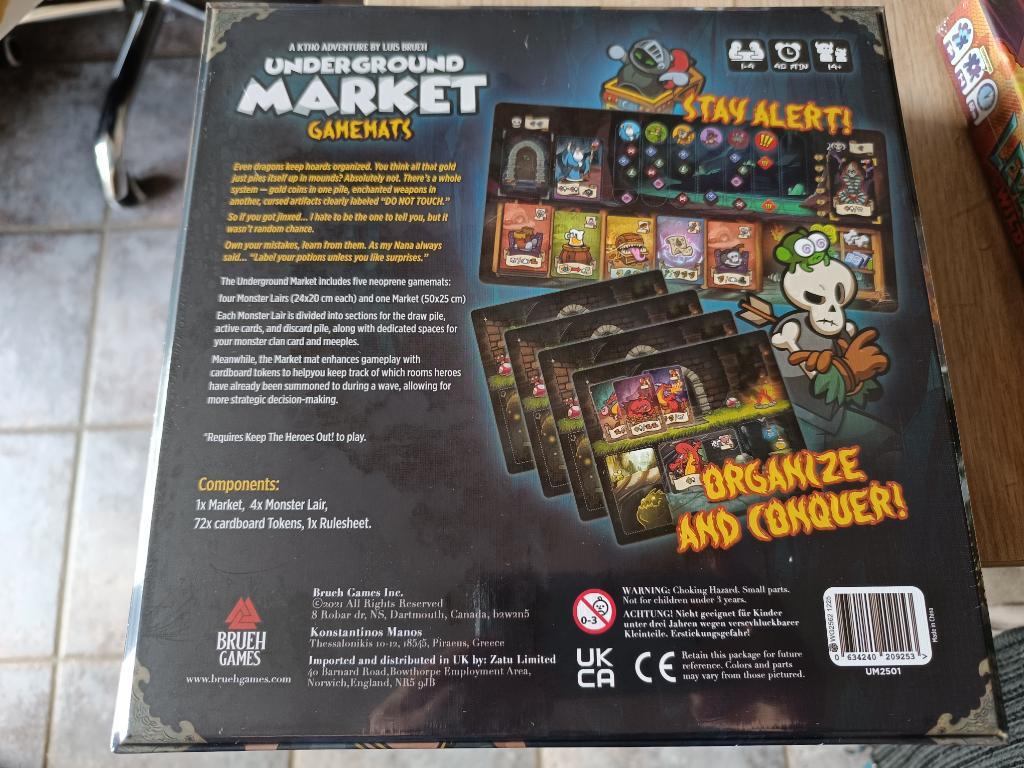 A KTHO ADVENTURE BY LUIS BRUEH
UNDERGROUND
MARKET
GAMEMATS
1-4
40 MIN
14+
STAY ALERT!
Even dragons keep hoards organized. You think all that gold
just piles itself up in mounds? Absolutely not. There's a whole
system — gold coins in one pile, enchanted weapons in
another, cursed artifacts clearly labeled "DO NOT TOUCH."
So if you got jinxed... I hate to be the one to tell you, but it
wasn't random chance.
Own your mistakes, learn from them. As my Nana always
said... "Label your potions unless you like surprises."
The Underground Market includes five neoprene gamemats:
four Monster Lairs (24x20 cm each) and one Market (50x25 cm)
Each Monster Lair is divided into sections for the draw pile,
active cards, and discard pile, along with dedicated spaces for
your monster clan card and meeples.
Meanwhile, the Market mat enhances gameplay with
cardboard tokens to helpyou keep track of which rooms heroes
have already been summoned to during a wave, allowing for
more strategic decision-making.
*Requires Keep The Heroes Out! to play.
Components:
1x Market, 4x Monster Lair,
72x cardboard Tokens, 1x Rulesheet.
ORGANIZE
AND CONQUER!
BRUEH
GAMES
www.bruehgames.com
Brueh Games Inc.
©2021 All Rights Reserved
8 Robar dr, NS, Dartmouth, Canada, b2w2n5
Konstantinos Manos
Thessalonikis 10-12, 18545, Piraeus, Greece
Imported and distributed in UK by: Zatu Limited
40 Barnard Road,Bowthorpe Employment Area,
Norwich,England, NR5 9JB
0-3
WARNING: Choking Hazard. Small parts.
Not for children under 3 years.
ACHTUNG! Nicht geeignet für Kinder
unter drei Jahren wegen verschluckbarer
Kleinteile. Erstickungsgefahr!
UK
CA
CE
Retain this package for future
reference. Colors and parts
may vary from those pictured.
0 634240 209253 >
UM2501
Made in China